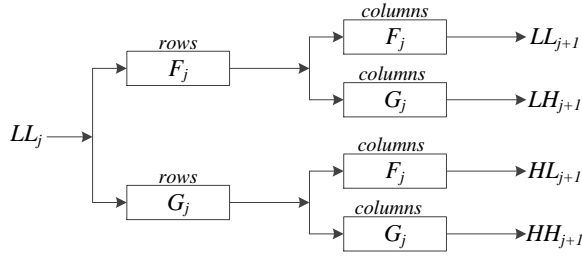 columns
rows
F_j
F_j
LL_{j+1}
columns
G_j
LH_{j+1}
LL_j
columns
rows
F_j
HL_{j+1}
G_j
columns
G_j
HH_{j+1}